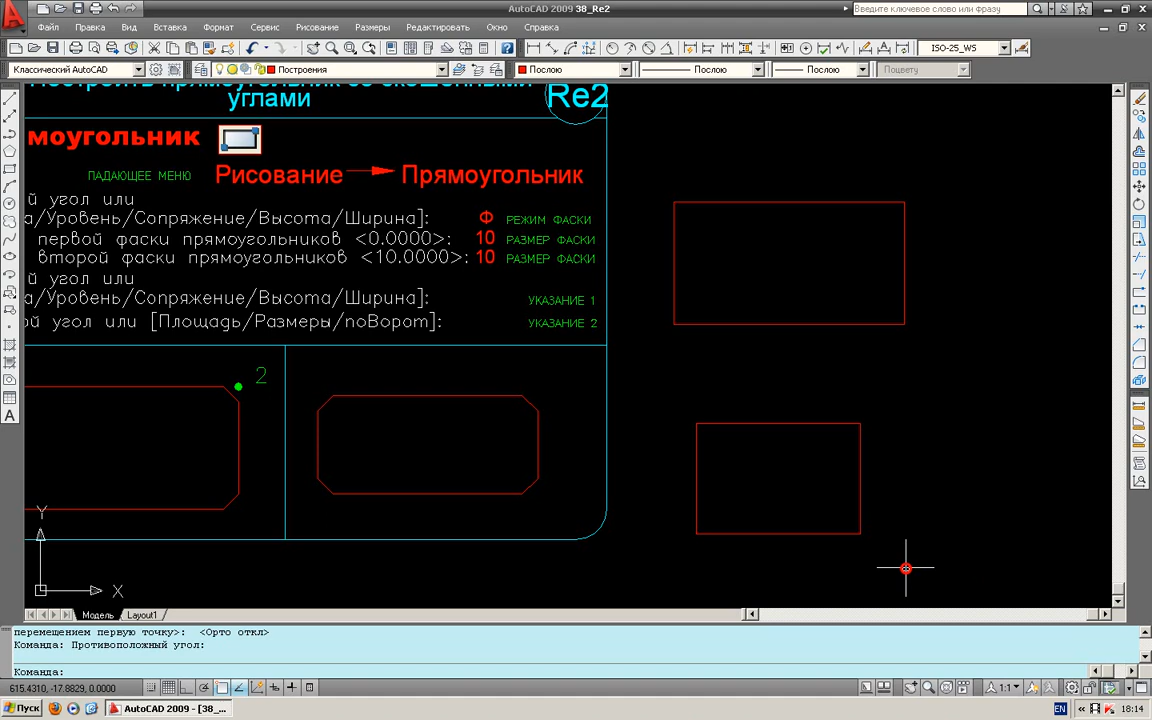 AutoCAD 2009 38_Re2
Введите ключевое слово или фразу
Файл Правка Вид Вставка Формат Сервис Рисование Размеры Редактировать Окно Справка
ISO-25_WS
Классический AutoCAD Построения Послою Послою Послою Поцвету
углами Re2
моугольник
ПАДАЮЩЕЕ МЕНЮ Рисование Прямоугольник
й угол или
а/Уровень/Сопряжение/Высота/Ширина]: Ф РЕЖИМ ФАСКИ
первой фаски прямоугольников <0.0000>: 10 РАЗМЕР ФАСКИ
второй фаски прямоугольников <10.0000>: 10 РАЗМЕР ФАСКИ
й угол или
а/Уровень/Сопряжение/Высота/Ширина]: УКАЗАНИЕ 1
ой угол или [Площадь/Размеры/поВорот]: УКАЗАНИЕ 2
2
Y
X
Модель Layout1
перемещением первую точку>: <Орто откл>
Команда: Противоположный угол:
Команда:
615.4310, -17.8829, 0.0000 1:1
Пуск AutoCAD 2009 - [38_... EN 18:14